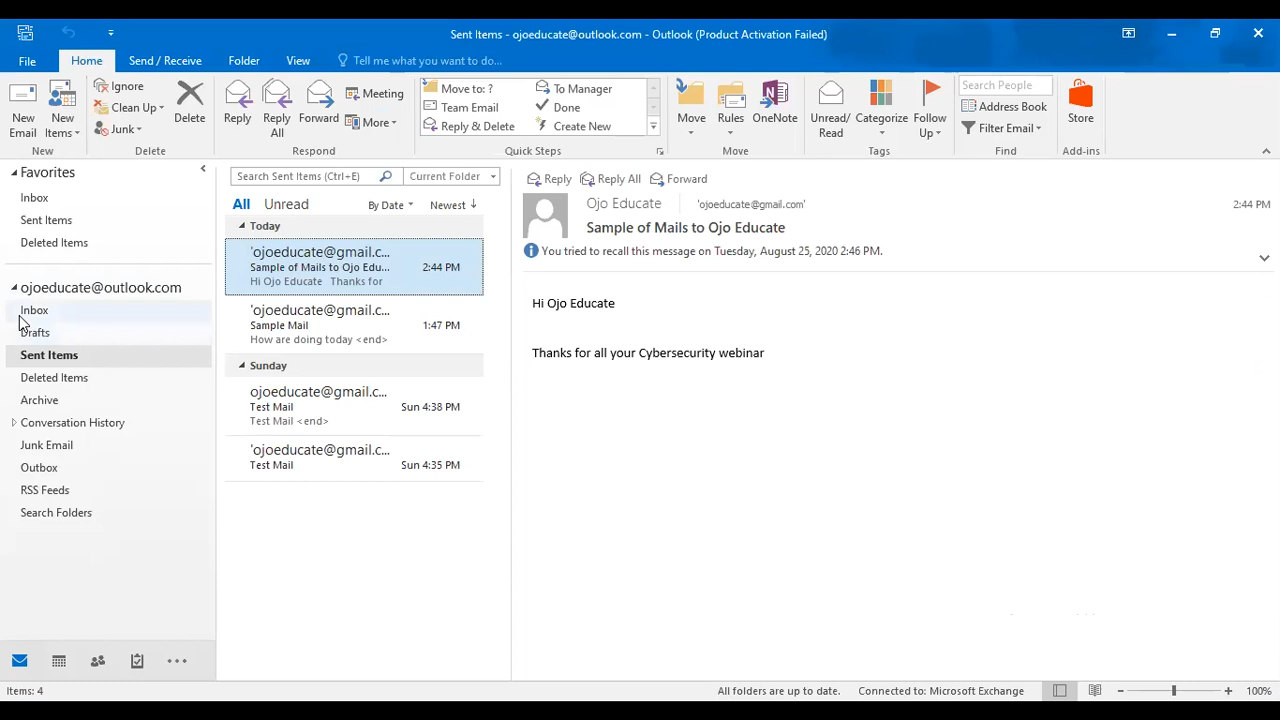 Sent Items - ojoeducate@outlook.com - Outlook (Product Activation Failed)
File Home Send / Receive Folder View Tell me what you want to do...
New Email
New Items
New
Ignore
Clean Up
Junk
Delete
Delete
Reply
Reply All
Forward
Meeting
More
Respond
Move to: ?
Team Email
Reply & Delete
To Manager
Done
Create New
Quick Steps
Move
Rules
OneNote
Move
Unread/ Read
Categorize
Follow Up
Tags
Search People
Address Book
Filter Email
Find
Store
Add-ins
Favorites
Inbox
Sent Items
Deleted Items
ojoeducate@outlook.com
Inbox
Drafts
Sent Items
Deleted Items
Archive
Conversation History
Junk Email
Outbox
RSS Feeds
Search Folders
Search Sent Items (Ctrl+E) Current Folder
All Unread By Date Newest
Today
'ojoeducate@gmail.c...
Sample of Mails to Ojo Edu... 2:44 PM
Hi Ojo Educate Thanks for
'ojoeducate@gmail.c...
Sample Mail 1:47 PM
How are doing today <end>
Sunday
ojoeducate@gmail.c...
Test Mail Sun 4:38 PM
Test Mail <end>
'ojoeducate@gmail.c...
Test Mail Sun 4:35 PM
Reply Reply All Forward
Ojo Educate 'ojoeducate@gmail.com' 2:44 PM
Sample of Mails to Ojo Educate
You tried to recall this message on Tuesday, August 25, 2020 2:46 PM.
Hi Ojo Educate
Thanks for all your Cybersecurity webinar
Items: 4 All folders are up to date. Connected to: Microsoft Exchange 100%